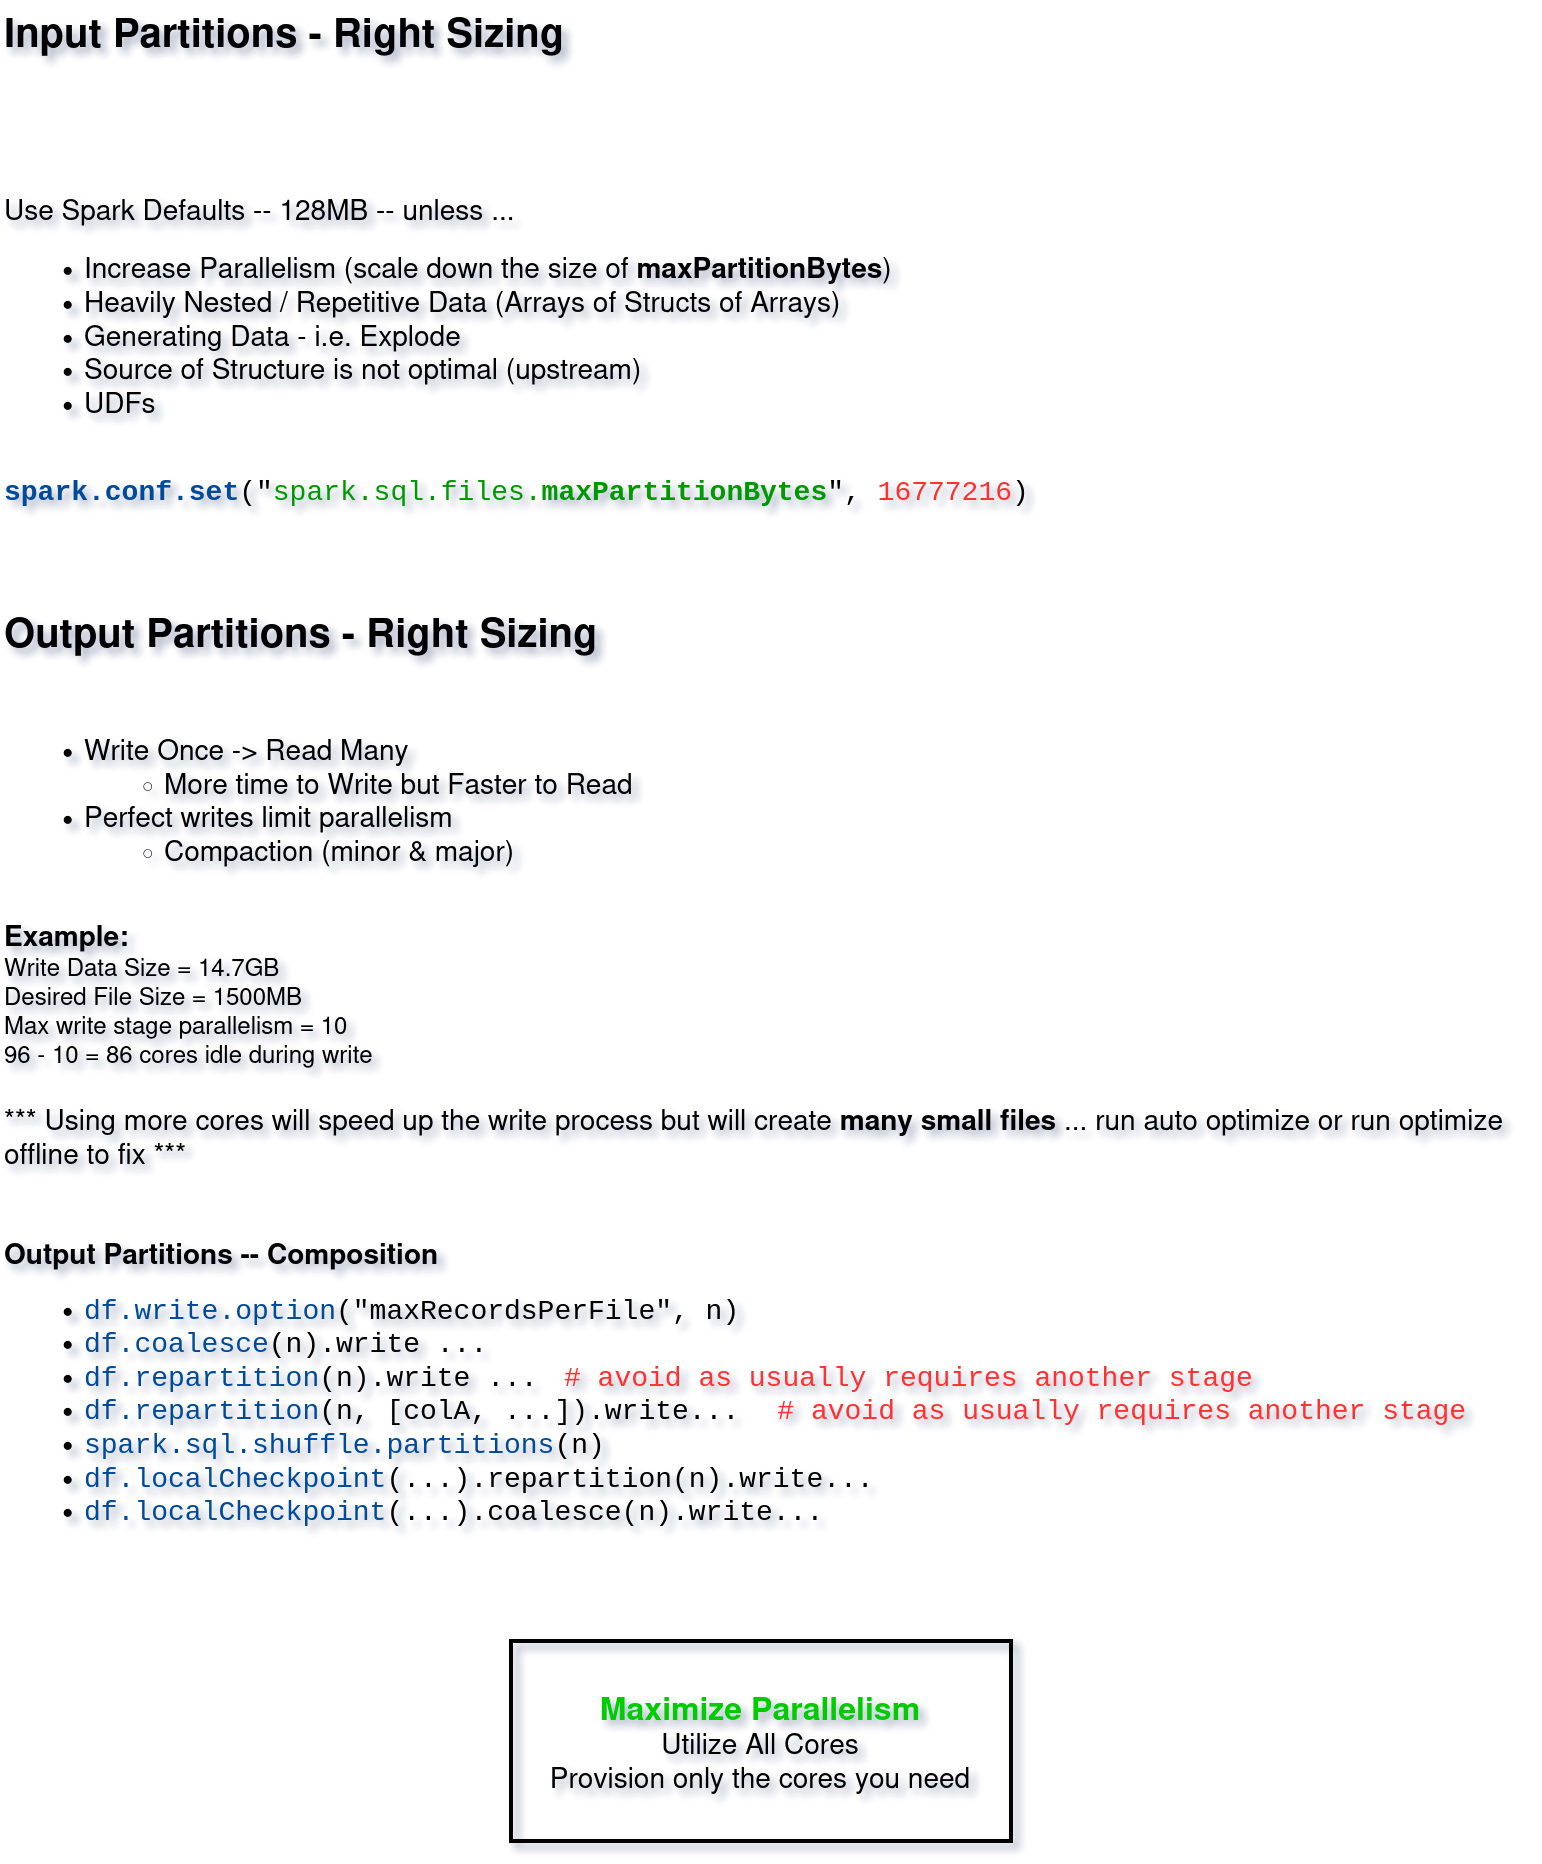 Input Partitions - Right Sizing
Use Spark Defaults -- 128MB -- unless ...
• Increase Parallelism (scale down the size of maxPartitionBytes)
• Heavily Nested / Repetitive Data (Arrays of Structs of Arrays)
• Generating Data - i.e. Explode
• Source of Structure is not optimal (upstream)
• UDFs
spark.conf.set("spark.sql.files.maxPartitionBytes", 16777216)
Output Partitions - Right Sizing
• Write Once -> Read Many
◦ More time to Write but Faster to Read
• Perfect writes limit parallelism
◦ Compaction (minor & major)
Example:
Write Data Size = 14.7GB
Desired File Size = 1500MB
Max write stage parallelism = 10
96 - 10 = 86 cores idle during write
*** Using more cores will speed up the write process but will create many small files ... run auto optimize or run optimize
offline to fix ***
Output Partitions -- Composition
• df.write.option("maxRecordsPerFile", n)
• df.coalesce(n).write ...
• df.repartition(n).write ... # avoid as usually requires another stage
• df.repartition(n, [colA, ...]).write... # avoid as usually requires another stage
• spark.sql.shuffle.partitions(n)
• df.localCheckpoint(...).repartition(n).write...
• df.localCheckpoint(...).coalesce(n).write...
Maximize Parallelism
Utilize All Cores
Provision only the cores you need